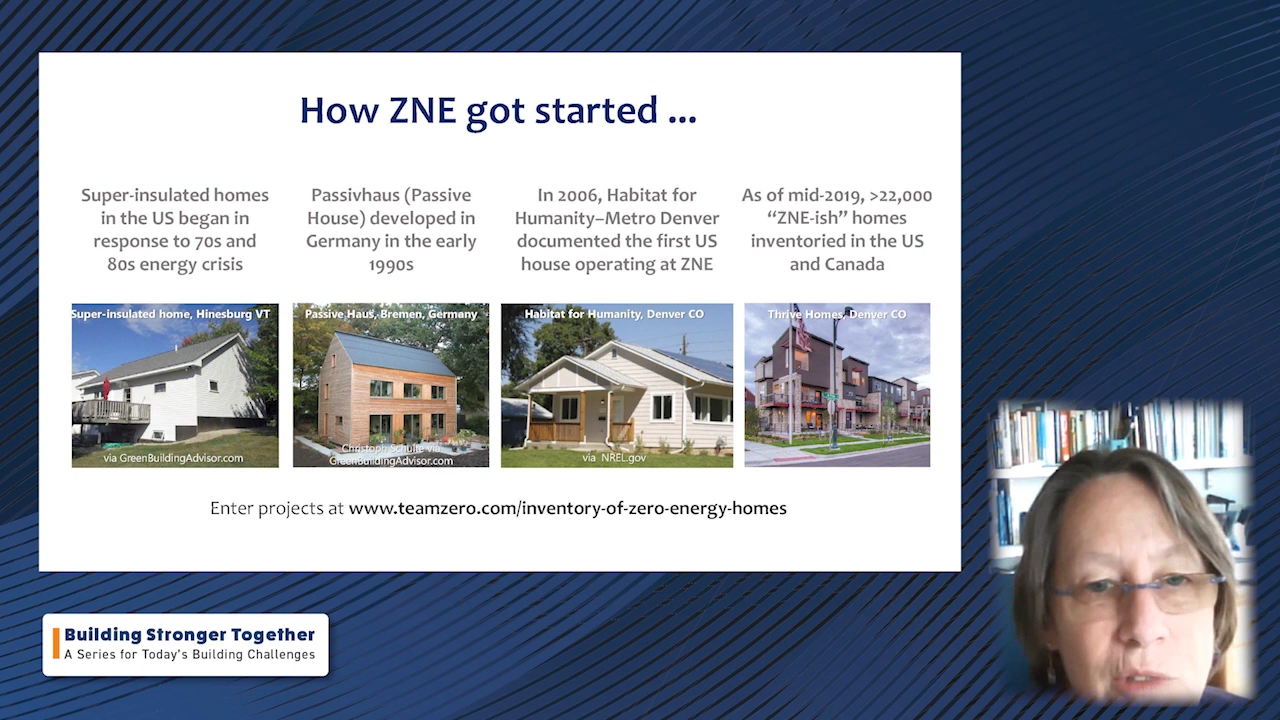 How ZNE got started ...
Super-insulated homes
in the US began in
response to 70s and
80s energy crisis
Passivhaus (Passive
House) developed in
Germany in the early
1990s
In 2006, Habitat for
Humanity–Metro Denver
documented the first US
house operating at ZNE
As of mid-2019, >22,000
“ZNE-ish” homes
inventoried in the US
and Canada
Super-insulated home, Hinesburg VT
via GreenBuildingAdvisor.com
Passive Haus, Bremen, Germany
Christoph Schulte via
GreenBuildingAdvisor.com
Habitat for Humanity, Denver CO
via NREL.gov
Thrive Homes, Denver CO
Enter projects at www.teamzero.com/inventory-of-zero-energy-homes
Building Stronger Together
A Series for Today's Building Challenges